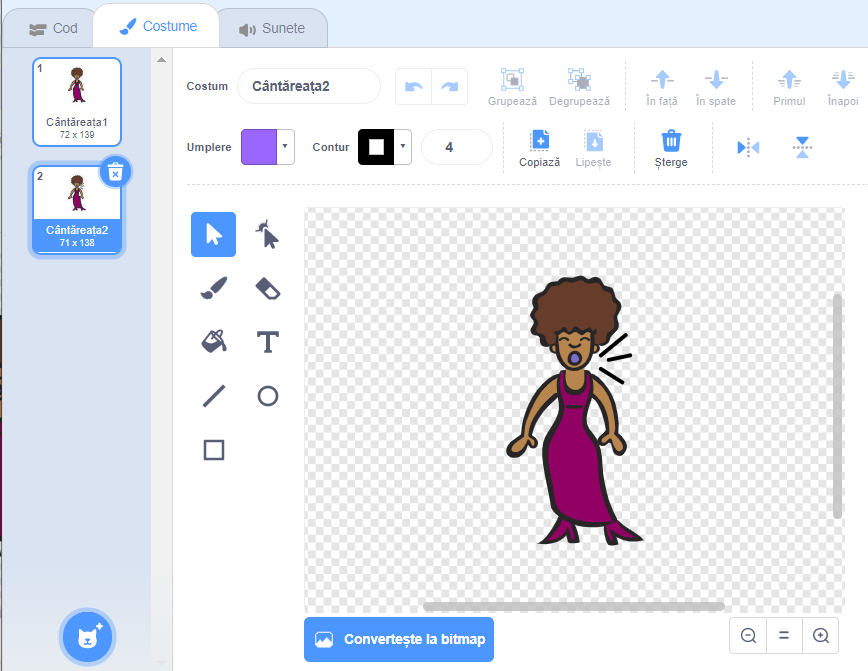 Cod
Costume
Sunete
1
Cântăreața1
72 x 139
2
Cântăreața2
71 x 138
Costum
Cântăreața2
Grupează
Degrupează
În față
În spate
Primul
Înapoi
Umplere
Contur
4
Copiază
Lipește
Șterge
T
Convertește la bitmap